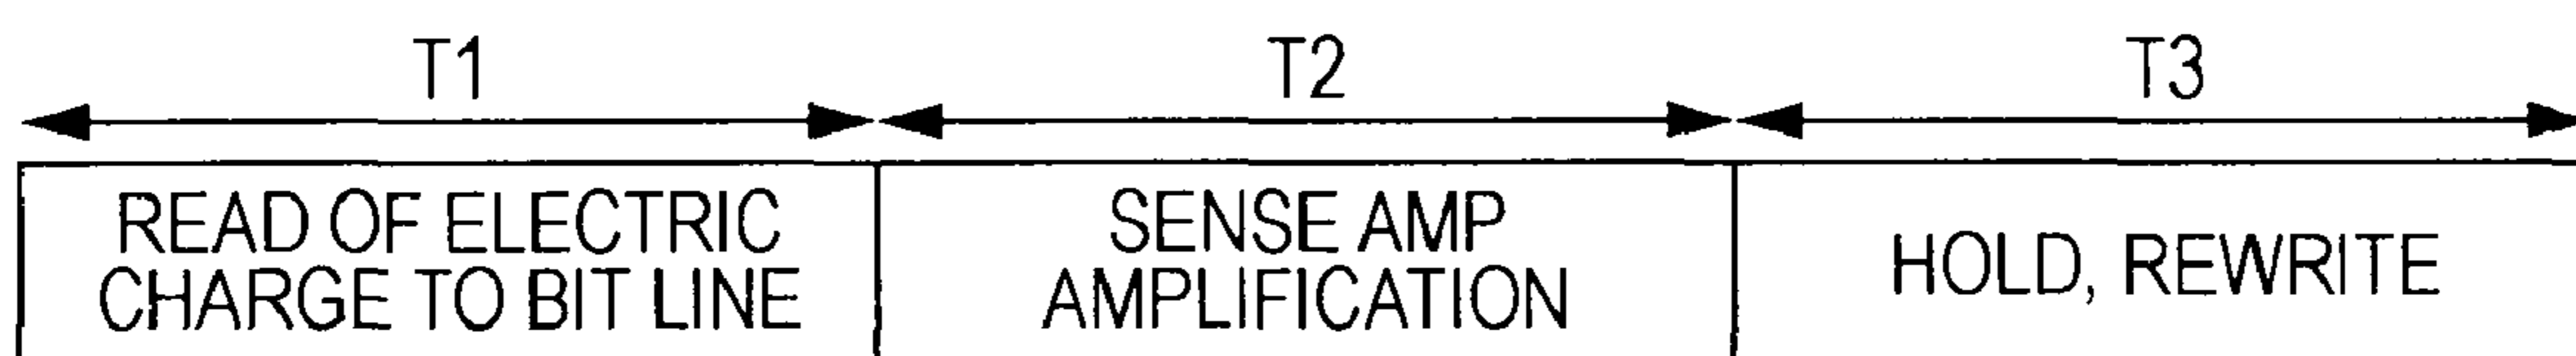 T1 T2 T3
READ OF ELECTRIC
CHARGE TO BIT LINE
SENSE AMP
AMPLIFICATION
HOLD, REWRITE